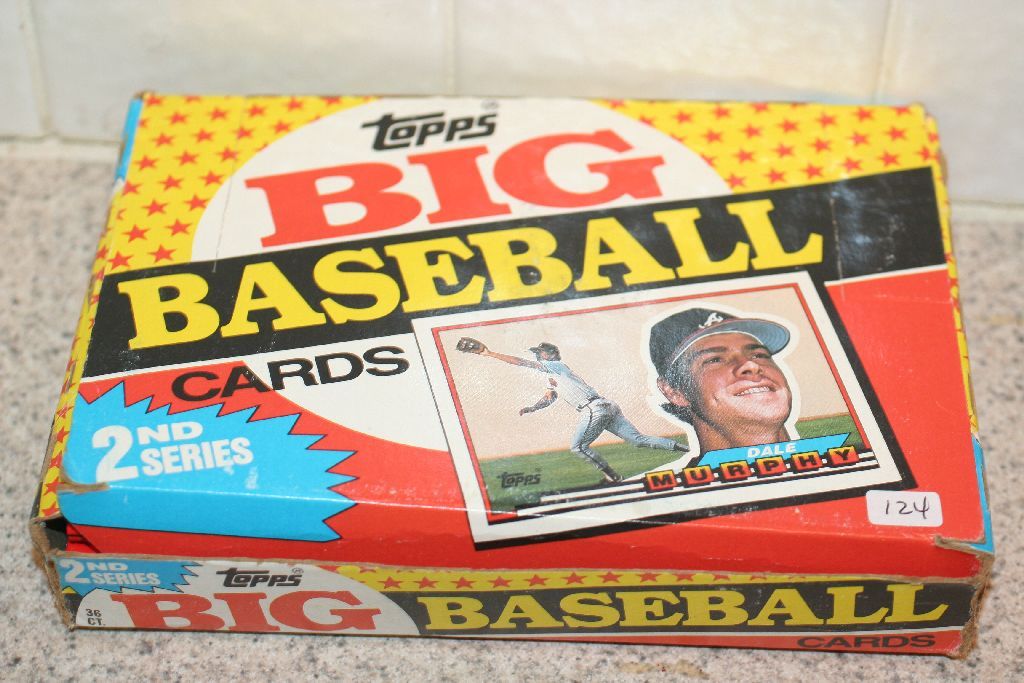 TOPPS®
BIG
BASEBALL
CARDS
2ND
SERIES
TOPPS
DALE
MURPHY
124
2ND
SERIES
TOPPS®
BIG BASEBALL
36
CT.
CARDS